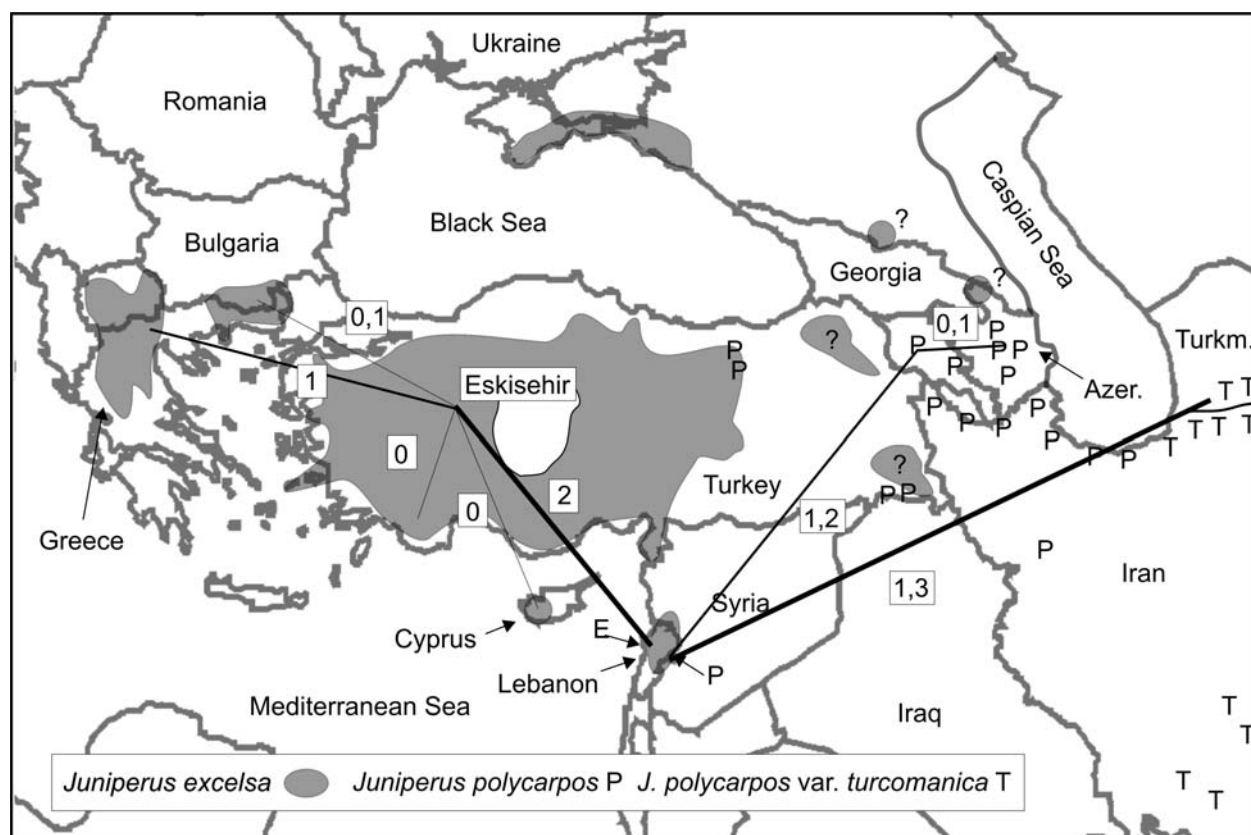 Ukraine
Romania
Black Sea
Bulgaria
Caspian Sea
?
Georgia
?
0,1
0,1
P
P P P
Turkm.
?
P
P
P
P
Azer.
1
Eskisehir
T T
P
P
P
P
T T T
P
P P
T
0
?
2
Turkey
P P
0
1,2
Greece
P
Iran
1,3
Syria
Cyprus
E
Lebanon
P
Mediterranean Sea
Iraq
T
T T
T
T
Juniperus excelsa Juniperus polycarpos P J. polycarpos var. turcomanica T